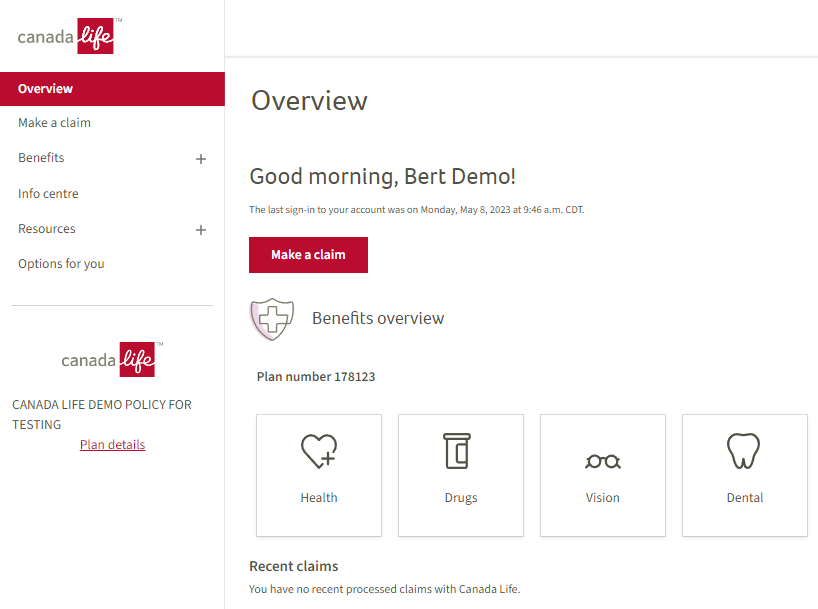 canada life™
Overview
Make a claim
Benefits
Info centre
Resources
Options for you
canada life™
CANADA LIFE DEMO POLICY FOR
TESTING
Plan details
Overview
Good morning, Bert Demo!
The last sign-in to your account was on Monday, May 8, 2023 at 9:46 a.m. CDT.
Make a claim
Benefits overview
Plan number 178123
Health Drugs Vision Dental
Recent claims
You have no recent processed claims with Canada Life.